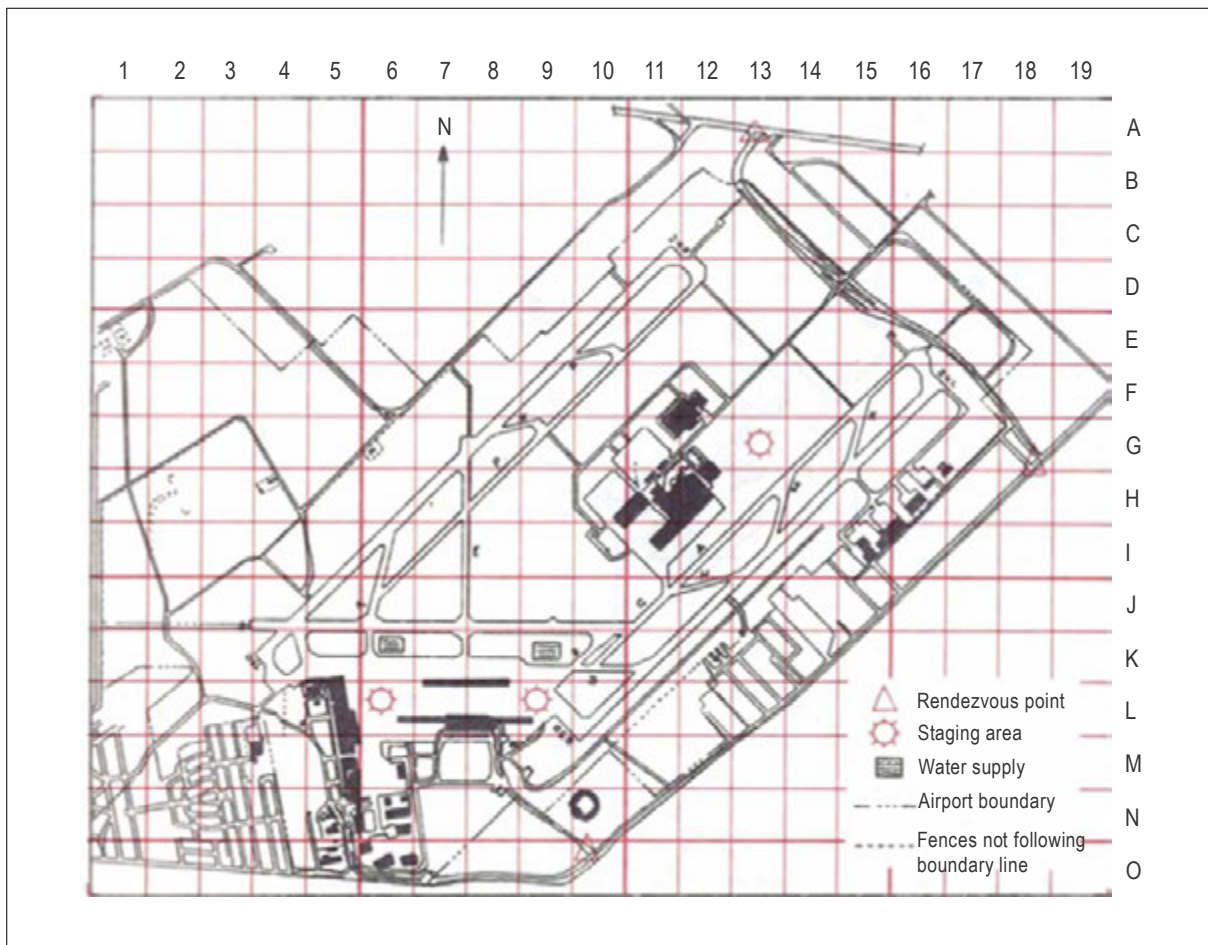 1 2 3 4 5 6 7 8 9 10 11 12 13 14 15 16 17 18 19
A
N
B
C
D
E
F
G
H
I
J
K
L
M
N
O
Rendezvous point
Staging area
Water supply
Airport boundary
Fences not following
boundary line